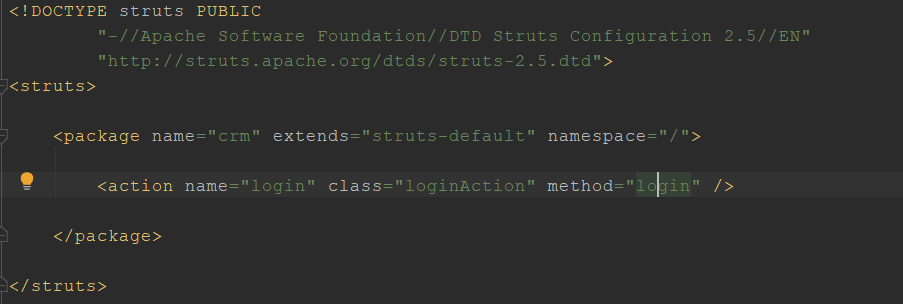 <!DOCTYPE struts PUBLIC
"-//Apache Software Foundation//DTD Struts Configuration 2.5//EN"
"http://struts.apache.org/dtds/struts-2.5.dtd">
<struts>
<package name="crm" extends="struts-default" namespace="/">
<action name="login" class="loginAction" method="login" />
</package>
</struts>